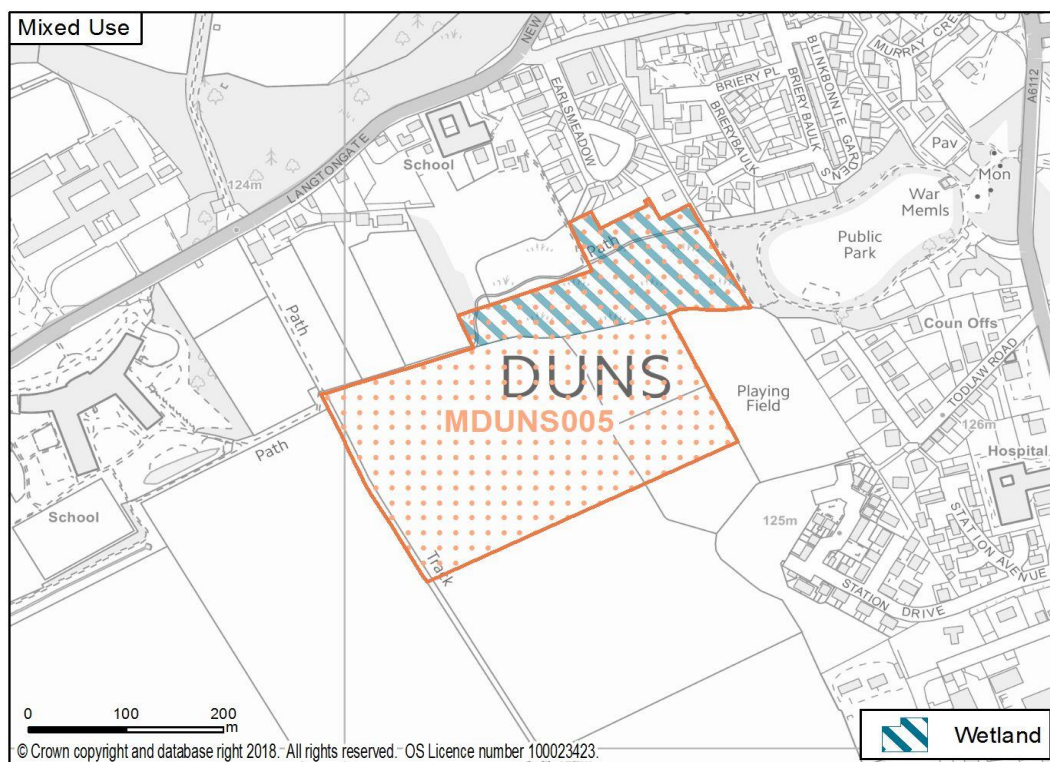 Mixed Use
NEW
LANGTONGATE
School
124m
EARLSMEADOW
BRIERY PL
BRIERYBAULK
BRIERY BAULK
BLINKBONNIE GARDENS
MURRAY CRES
A6112
Pav
Mon
War
Memls
Public
Park
Path
Path
Path
School
DUNS
MDUNS005
Playing
Field
Coun Offs
TODLAW ROAD
126m
Hospital
125m
STATION AVENUE
STATION DRIVE
Track
0 100 200
m
© Crown copyright and database right 2018. All rights reserved. OS Licence number 100023423.
Wetland